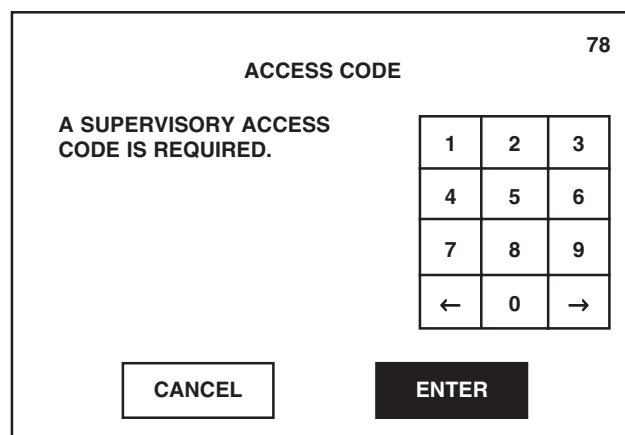 78
ACCESS CODE
A SUPERVISORY ACCESS
CODE IS REQUIRED.
1 2 3
4 5 6
7 8 9
← 0 →
CANCEL ENTER